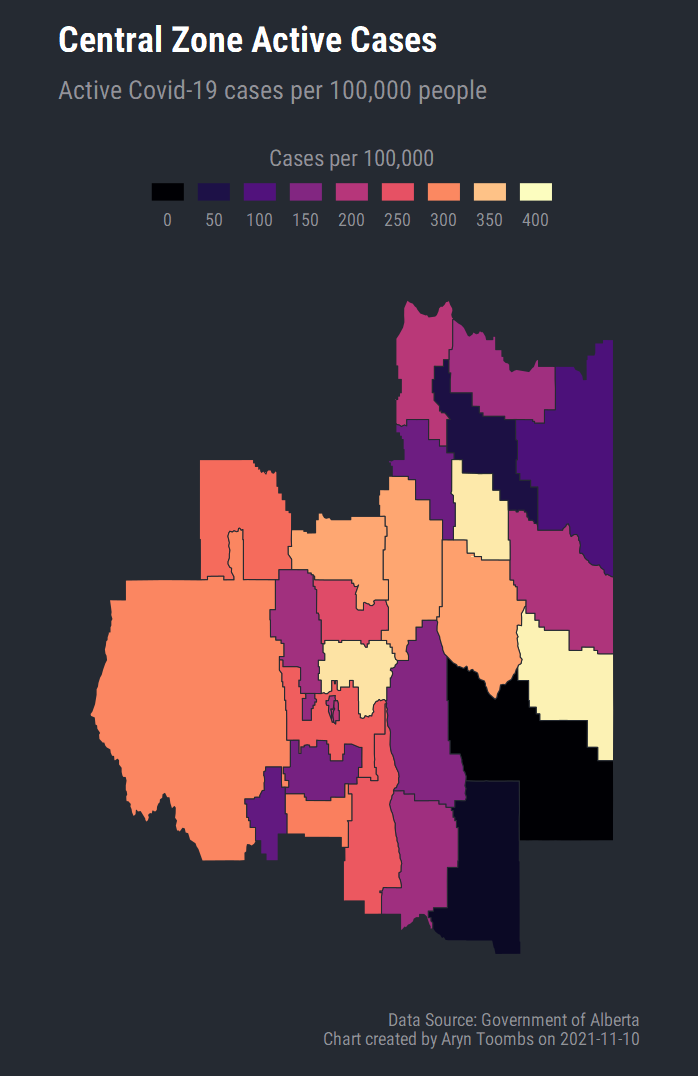 Central Zone Active Cases
Active Covid-19 cases per 100,000 people
Cases per 100,000
0 50 100 150 200 250 300 350 400
Data Source: Government of Alberta
Chart created by Aryn Toombs on 2021-11-10